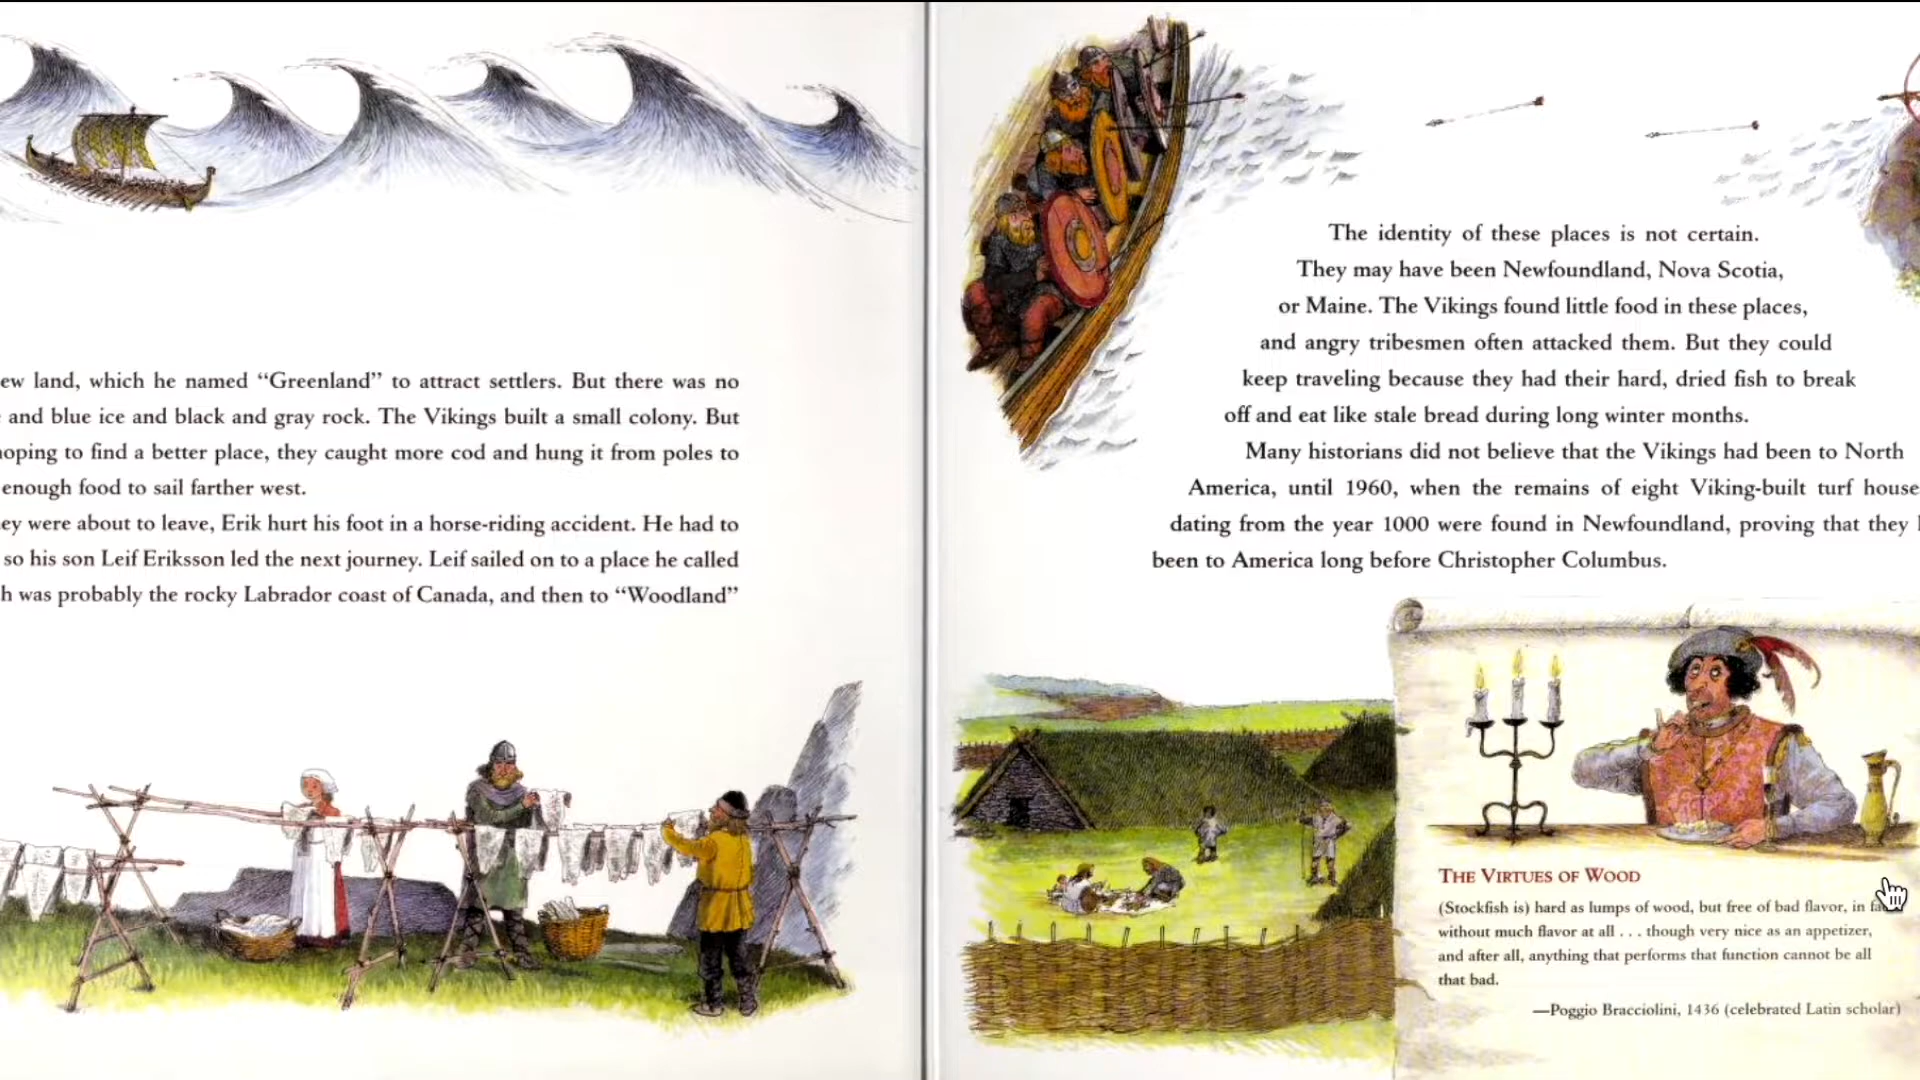 ew land, which he named “Greenland” to attract settlers. But there was no
and blue ice and black and gray rock. The Vikings built a small colony. But
oping to find a better place, they caught more cod and hung it from poles to
enough food to sail farther west.
ey were about to leave, Erik hurt his foot in a horse-riding accident. He had to
so his son Leif Eriksson led the next journey. Leif sailed on to a place he called
h was probably the rocky Labrador coast of Canada, and then to “Woodland”
The identity of these places is not certain.
They may have been Newfoundland, Nova Scotia,
or Maine. The Vikings found little food in these places,
and angry tribesmen often attacked them. But they could
keep traveling because they had their hard, dried fish to break
off and eat like stale bread during long winter months.
Many historians did not believe that the Vikings had been to North
America, until 1960, when the remains of eight Viking-built turf house
dating from the year 1000 were found in Newfoundland, proving that they
been to America long before Christopher Columbus.
THE VIRTUES OF WOOD
(Stockfish is) hard as lumps of wood, but free of bad flavor, in
without much flavor at all . . . though very nice as an appetizer,
and after all, anything that performs that function cannot be all
that bad.
—Poggio Bracciolini, 1436 (celebrated Latin scholar)